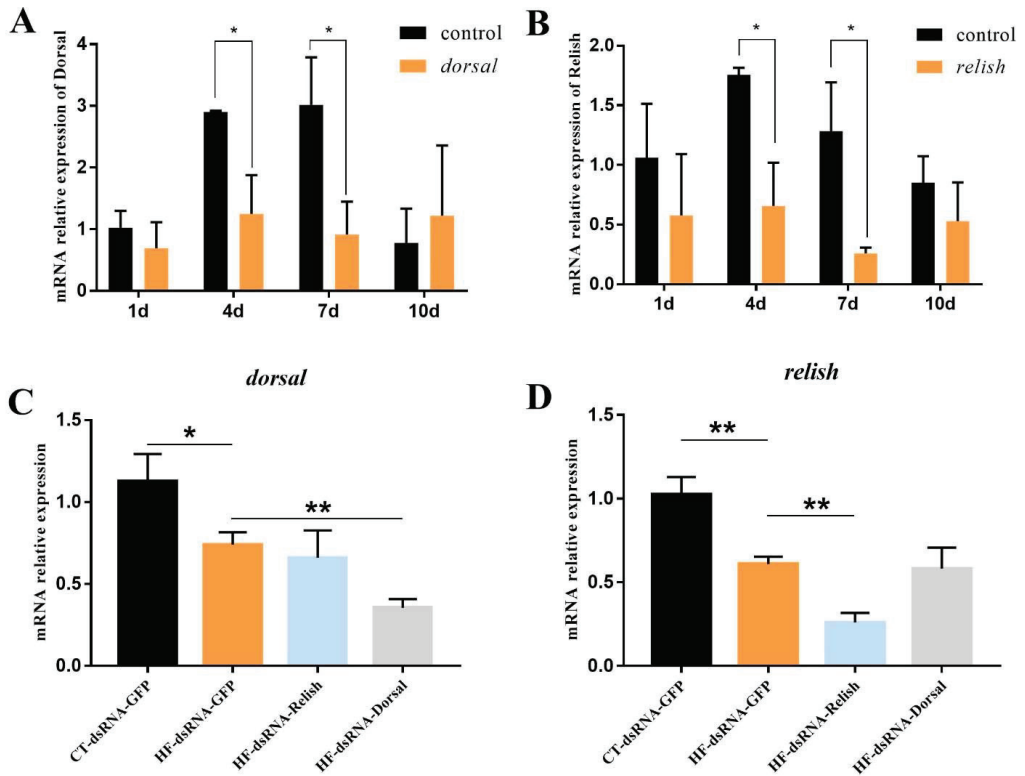 A
mRNA relative expression of Dorsal
4
3
2
1
0
control
dorsal
*
*
1d
4d
7d
10d
B
mRNA relative expression of Relish
2.0
1.5
1.0
0.5
0.0
control
relish
*
*
1d
4d
7d
10d
C
dorsal
mRNA relative expression
1.5
1.0
0.5
0.0
*
**
CT-dsRNA-GFP
HF-dsRNA-GFP
HF-dsRNA-Relish
HF-dsRNA-Dorsal
D
relish
mRNA relative expression
1.5
1.0
0.5
0.0
**
**
CT-dsRNA-GFP
HF-dsRNA-GFP
HF-dsRNA-Relish
HF-dsRNA-Dorsal